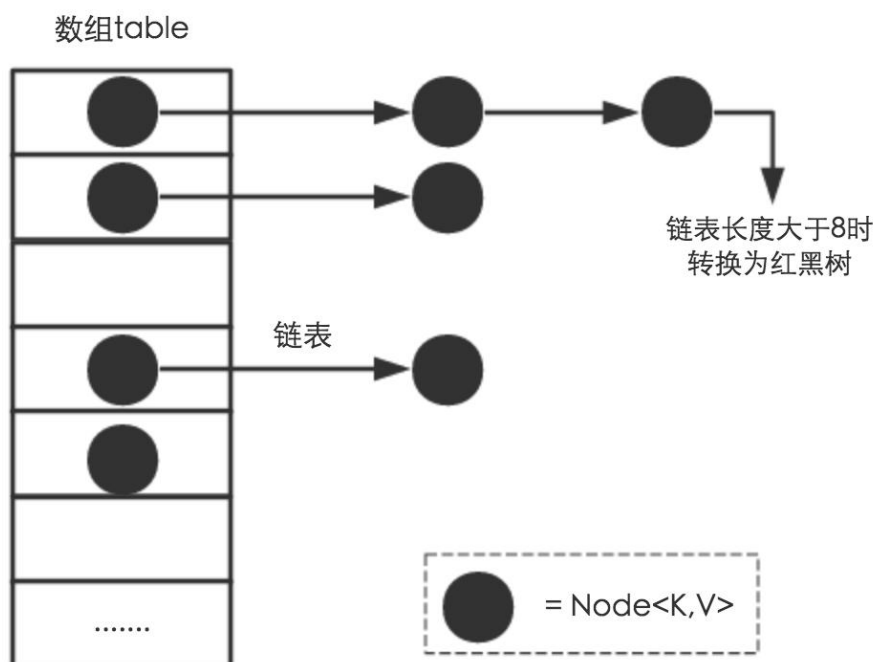 数组table
链表长度大于8时
转换为红黑树
链表
.......
= Node<K,V>